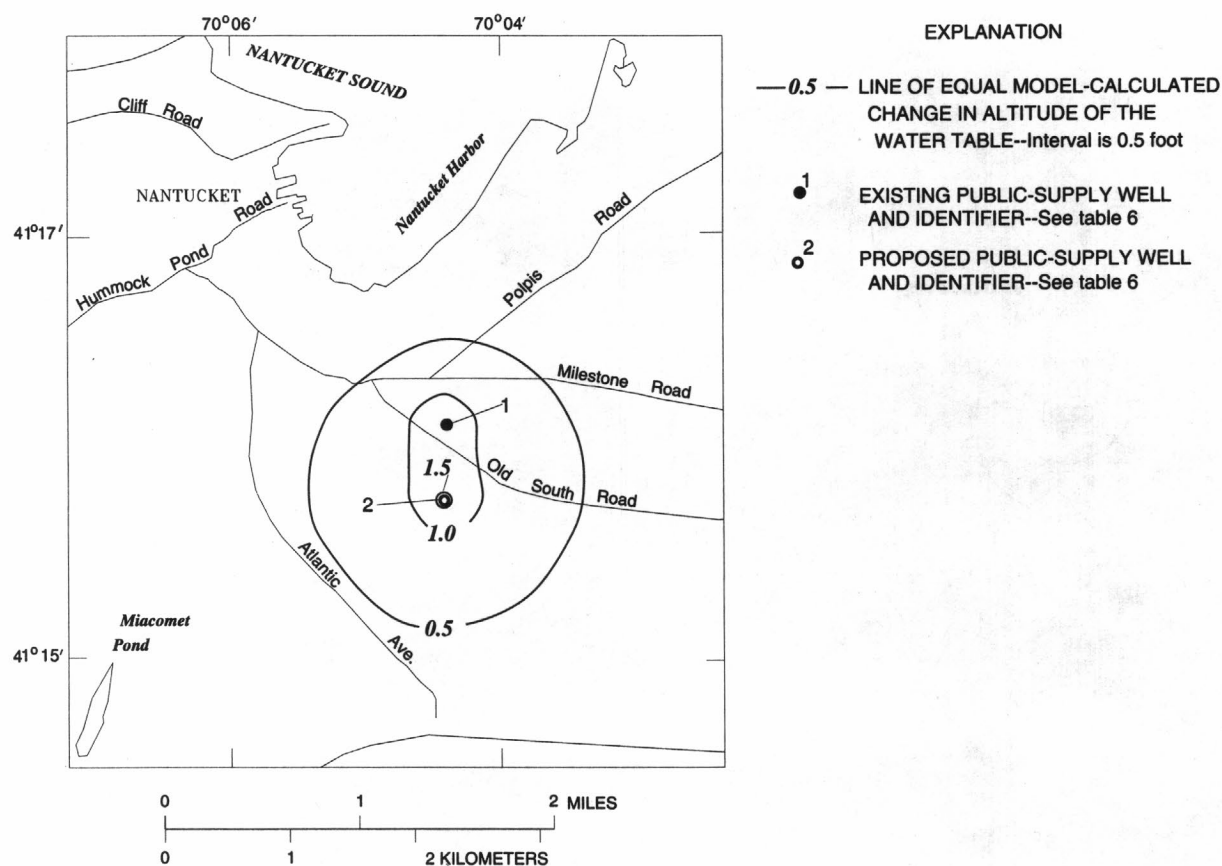 70°06′ 70°04′
NANTUCKET SOUND
Cliff Road
NANTUCKET
Nantucket Harbor
41°17′
Hummock Pond Road
Polpis Road
Milestone Road
1
1.5
Old South Road
2
1.0
Atlantic Ave.
0.5
Miacomet
Pond
41°15′
0 1 2 MILES
0 1 2 KILOMETERS
EXPLANATION
0.5 LINE OF EQUAL MODEL-CALCULATED
CHANGE IN ALTITUDE OF THE
WATER TABLE--Interval is 0.5 foot
1 EXISTING PUBLIC-SUPPLY WELL
AND IDENTIFIER--See table 6
2 PROPOSED PUBLIC-SUPPLY WELL
AND IDENTIFIER--See table 6